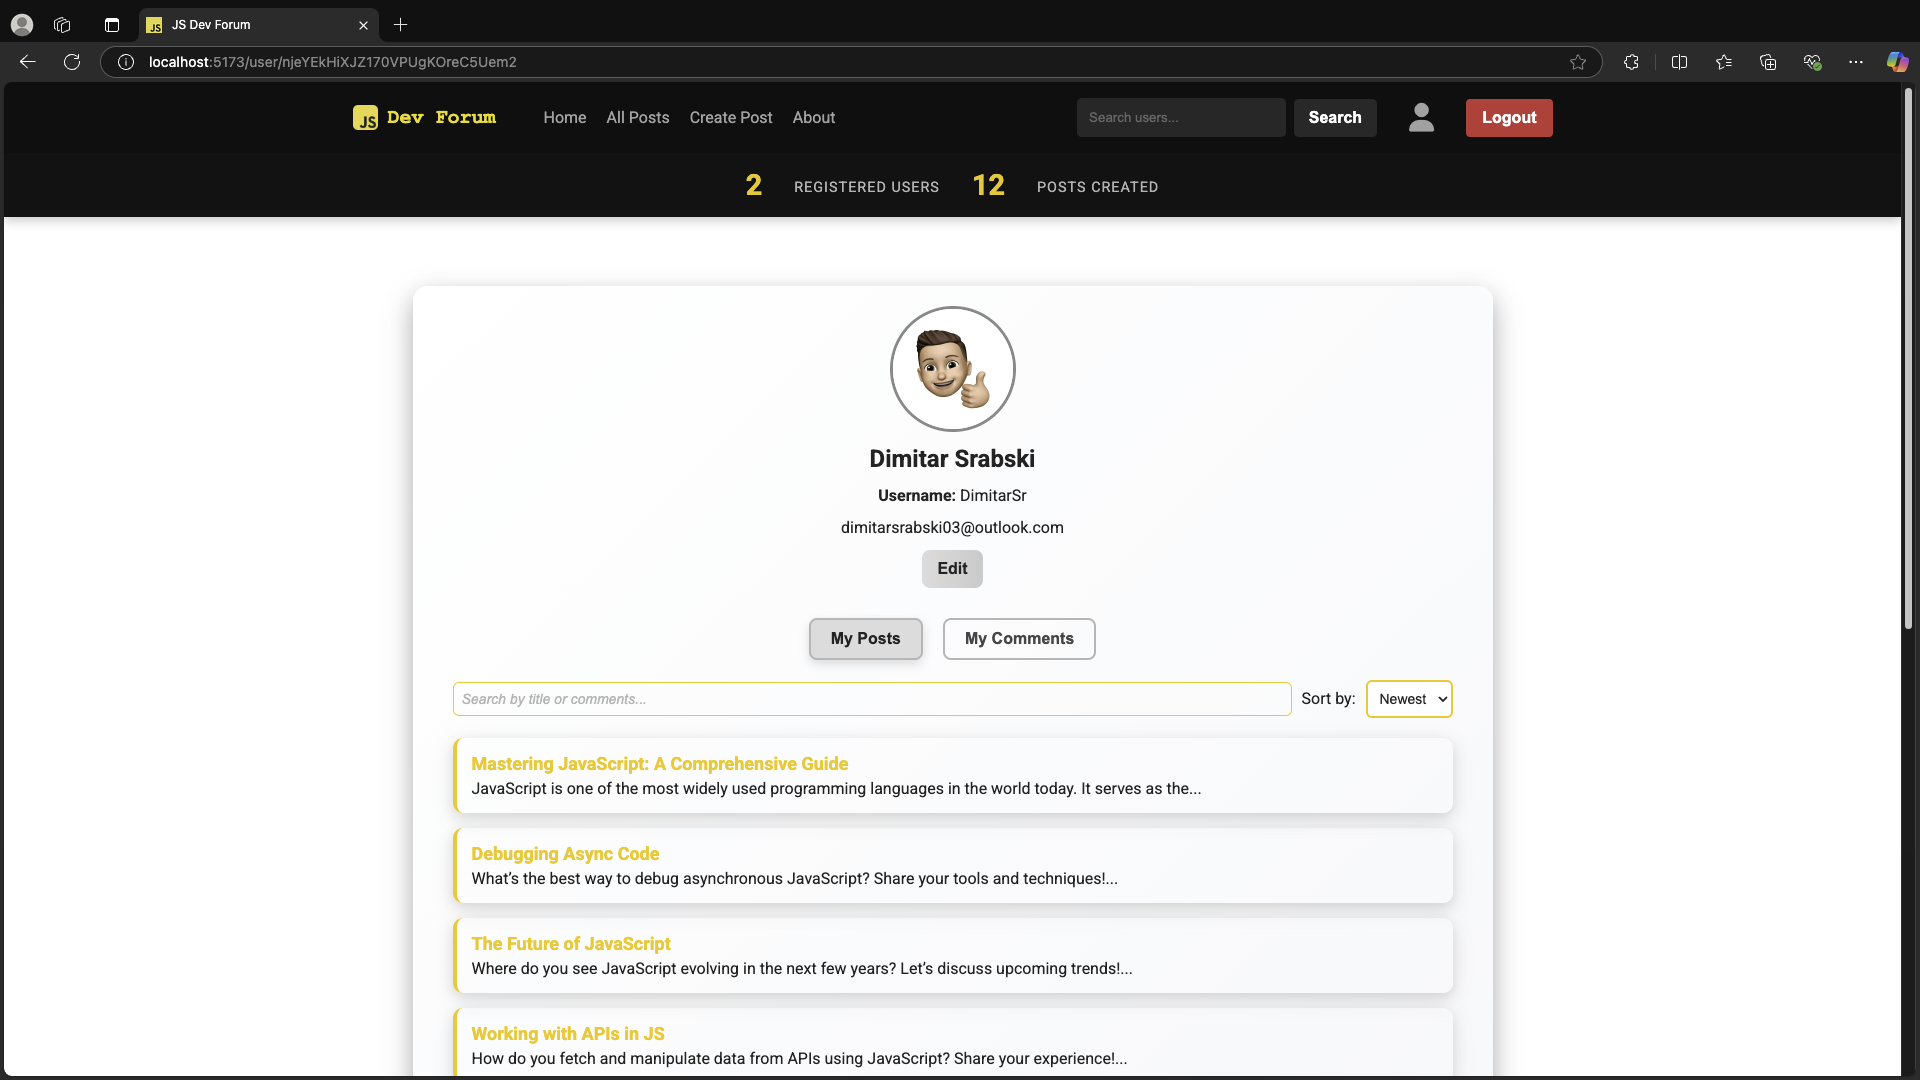 JS JS Dev Forum
localhost:5173/user/njeYEkHiXJZ170VPUgKOreC5Uem2
JS Dev Forum Home All Posts Create Post About Search users... Search Logout
2 REGISTERED USERS 12 POSTS CREATED
Dimitar Srabski
Username: DimitarSr
dimitarsrabski03@outlook.com
Edit
My Posts My Comments
Search by title or comments... Sort by: Newest
Mastering JavaScript: A Comprehensive Guide
JavaScript is one of the most widely used programming languages in the world today. It serves as the...
Debugging Async Code
What’s the best way to debug asynchronous JavaScript? Share your tools and techniques!...
The Future of JavaScript
Where do you see JavaScript evolving in the next few years? Let’s discuss upcoming trends!...
Working with APIs in JS
How do you fetch and manipulate data from APIs using JavaScript? Share your experience!...